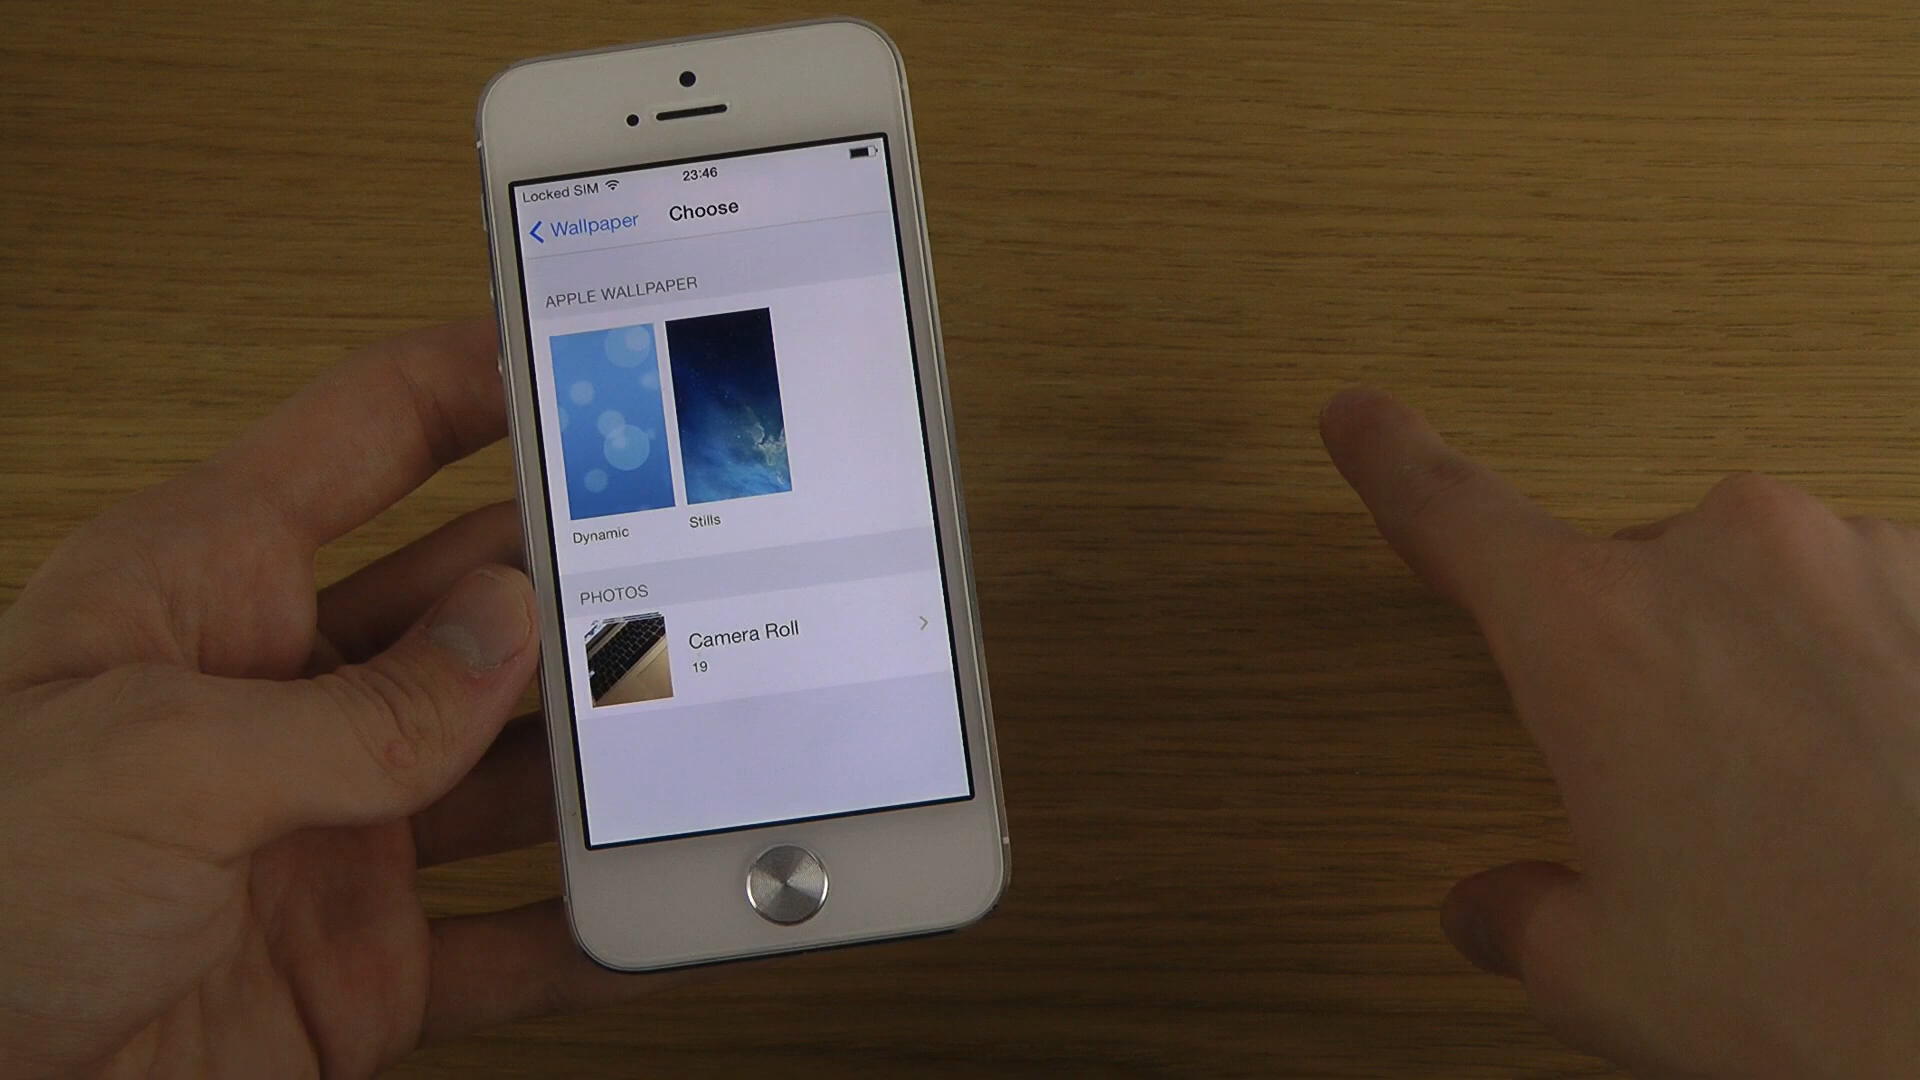 Locked SIM 23:46
Wallpaper Choose
APPLE WALLPAPER
Dynamic Stills
PHOTOS
Camera Roll
19